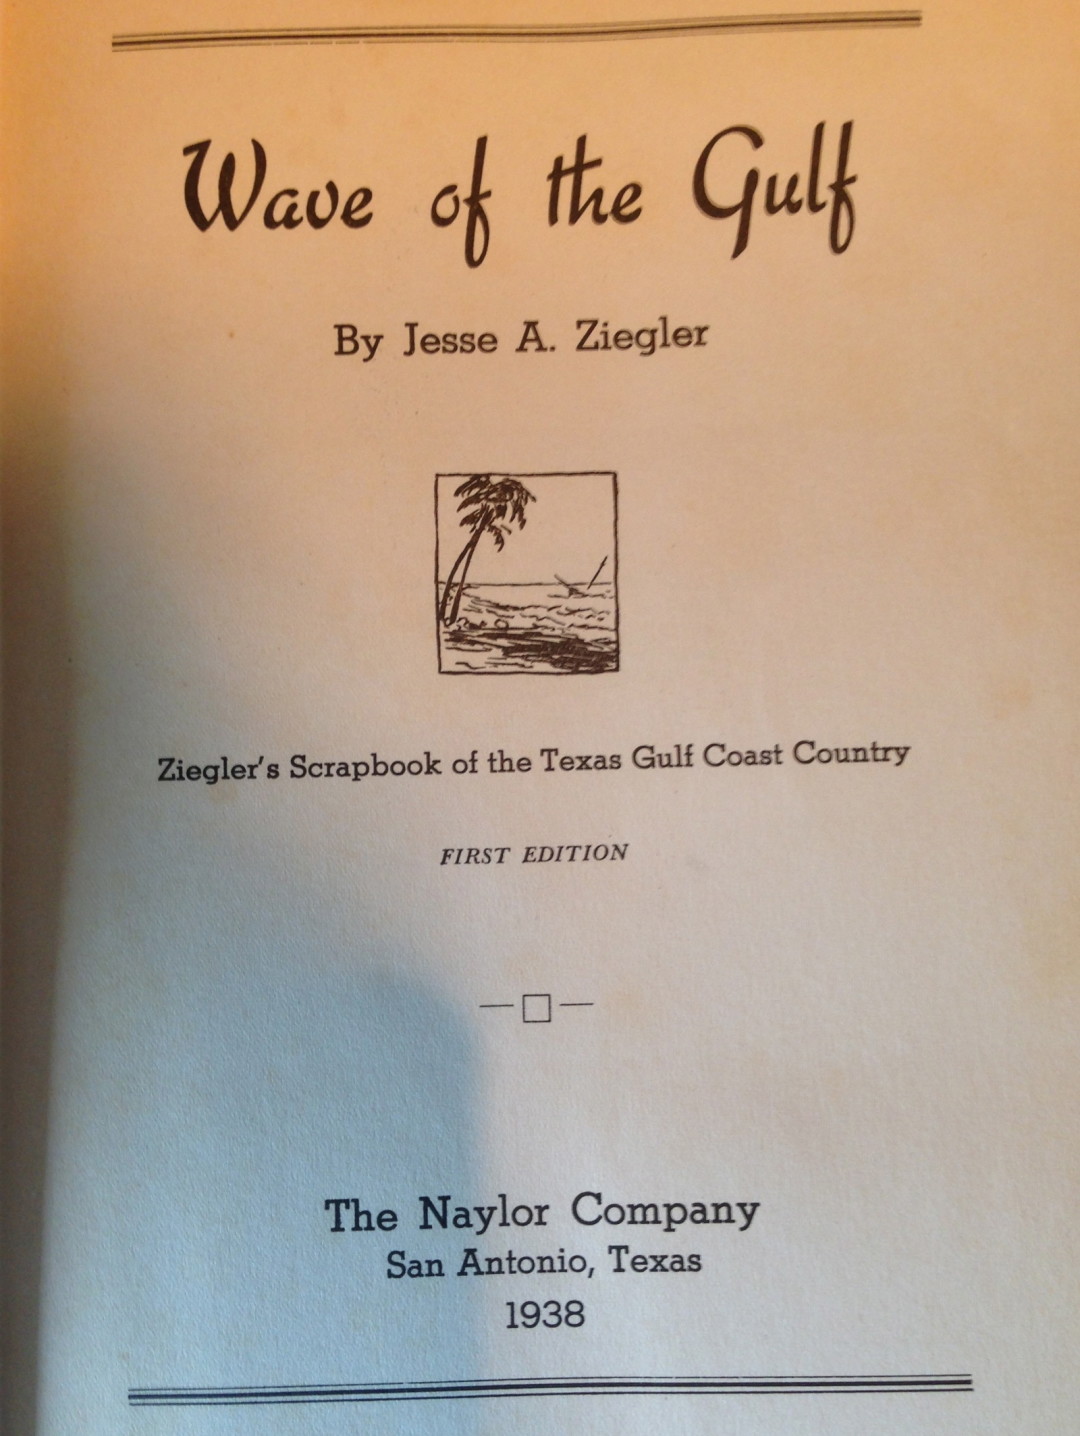 Wave of the Gulf
By Jesse A. Ziegler
Ziegler's Scrapbook of the Texas Gulf Coast Country
FIRST EDITION
The Naylor Company
San Antonio, Texas
1938